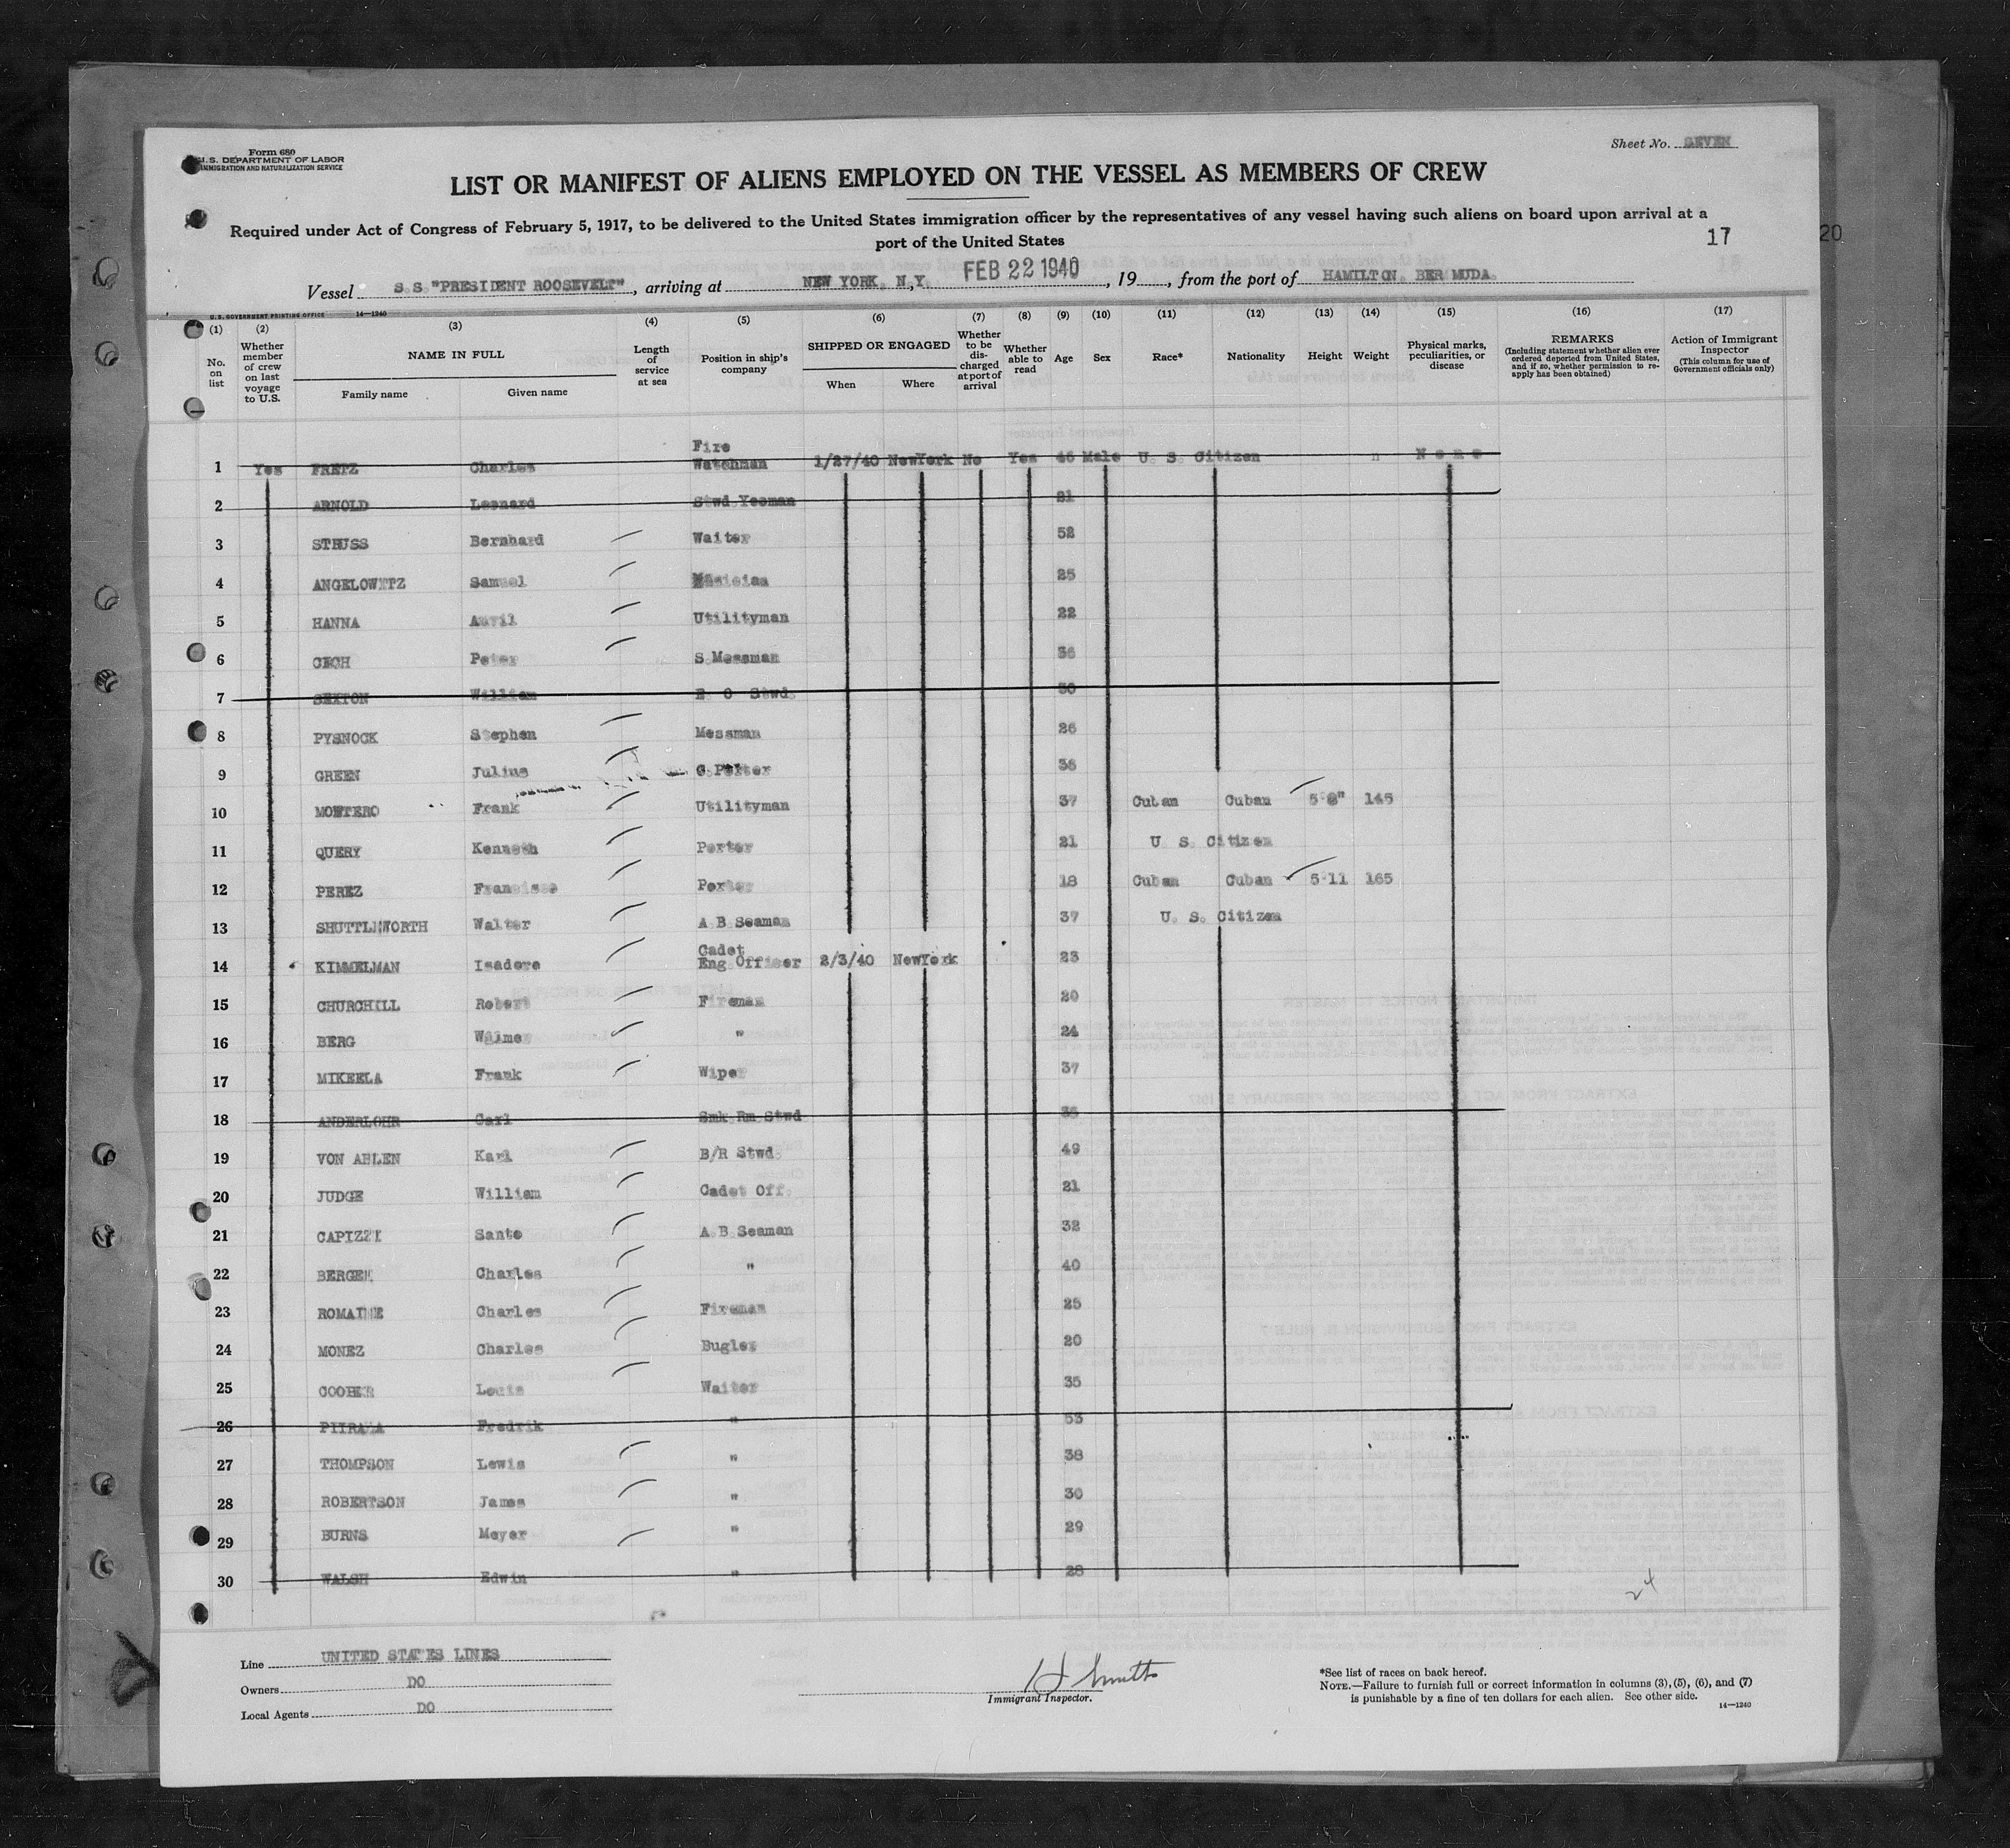 Form 680
U.S. DEPARTMENT OF LABOR
IMMIGRATION AND NATURALIZATION SERVICE
Sheet No. SEVEN
LIST OR MANIFEST OF ALIENS EMPLOYED ON THE VESSEL AS MEMBERS OF CREW
Required under Act of Congress of February 5, 1917, to be delivered to the United States immigration officer by the representatives of any vessel having such aliens on board upon arrival at a
port of the United States
17
20
Vessel S.S. "PRESIDENT ROOSEVELT", arriving at NEW YORK, N.Y. FEB 22 1940, 19, from the port of HAMILTON, BERMUDA.
U.S. GOVERNMENT PRINTING OFFICE 14—1240
(1) (2) (3) (4) (5) (6) (7) (8) (9) (10) (11) (12) (13) (14) (15) (16) (17)
No. on list
Whether member of crew on last voyage to U.S.
NAME IN FULL
Family name Given name
Length of service at sea
Position in ship's company
SHIPPED OR ENGAGED
When Where
Whether to be discharged at port of arrival
Whether able to read
Age Sex Race* Nationality Height Weight
Physical marks, peculiarities, or disease
REMARKS
(Including statement whether alien ever ordered deported from United States, and if so, whether permission to reapply has been obtained)
Action of Immigrant Inspector
(This column for use of Government officials only)
1 Yes FRETZ Charles Fire Watchman 1/27/40 NewYork No Yes 46 Male U. S. Citizen " None
2 ARNOLD Leonard Stwd Yeoman 21
3 STRUSS Bernhard Waiter 52
4 ANGELOWITZ Samuel Musician 25
5 HANNA Anvil Utilityman 22
6 CECH Peter S.Messman 36
7 SEXTON William E O Stwd. 30
8 PYSNOCK Stephen Messman 26
9 GREEN Julius G.Porter 36
10 MONTERO Frank Utilityman 37 Cuban Cuban 5-8" 145
11 QUERY Kenneth Porter 21 U S. Citizen
12 PEREZ Francisco Porter 18 Cuban Cuban 5-11 165
13 SHUTTLEWORTH Walter A B Seaman 37 U. S. Citizen
14 KIMMELMAN Isadore Cadet Eng Officer 2/3/40 NewYork 23
15 CHURCHILL Robert Fireman 20
16 BERG Wilmer " 24
17 MIKEELA Frank Wiper 37
18 ANDERLOHR Carl Smk Rm Stwd 36
19 VON AHLEN Karl B/R Stwd. 49
20 JUDGE William Cadet Off. 21
21 CAPIZZI Santo A.B Seaman 32
22 BERGEN Charles " 40
23 ROMAINE Charles Fireman 25
24 MONEZ Charles Bugler 20
25 COOPER Louis Waiter 35
26 Fredrik " 53
27 THOMPSON Lewis " 38
28 ROBERTSON James " 30
29 BURNS Meyer " 29
30 WALSH Edwin " 28
24
Line UNITED STATES LINES
Owners DO
Local Agents DO
H Smith
Immigrant Inspector.
*See list of races on back hereof.
NOTE.—Failure to furnish full or correct information in columns (3), (5), (6), and (7)
is punishable by a fine of ten dollars for each alien. See other side.
14—1240